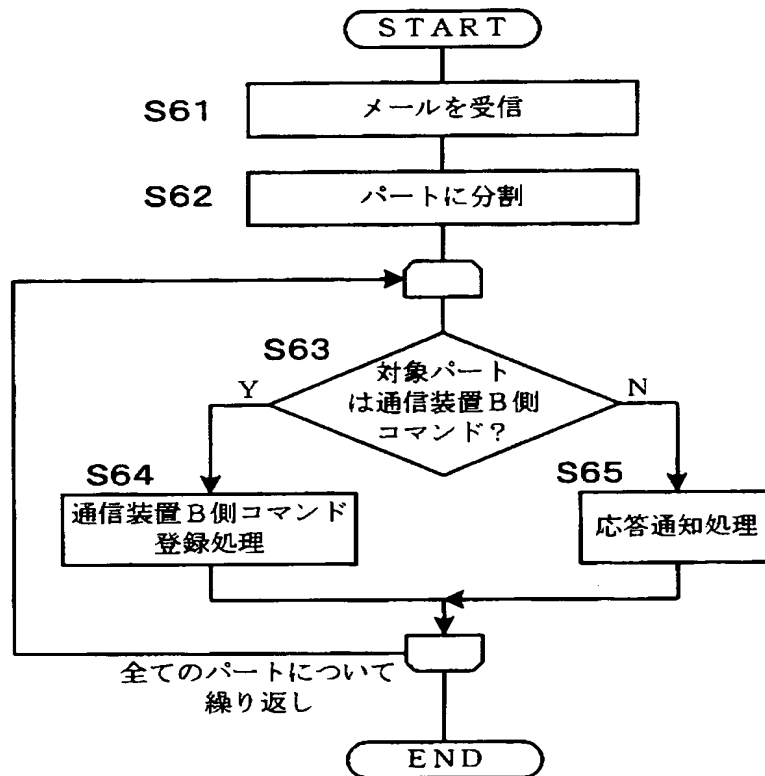 START
S61
メールを受信
S62
パートに分割
S63
対象パート
は通信装置B側
コマンド？
Y
N
S64
通信装置B側コマンド
登録処理
S65
応答通知処理
全てのパートについて
繰り返し
END